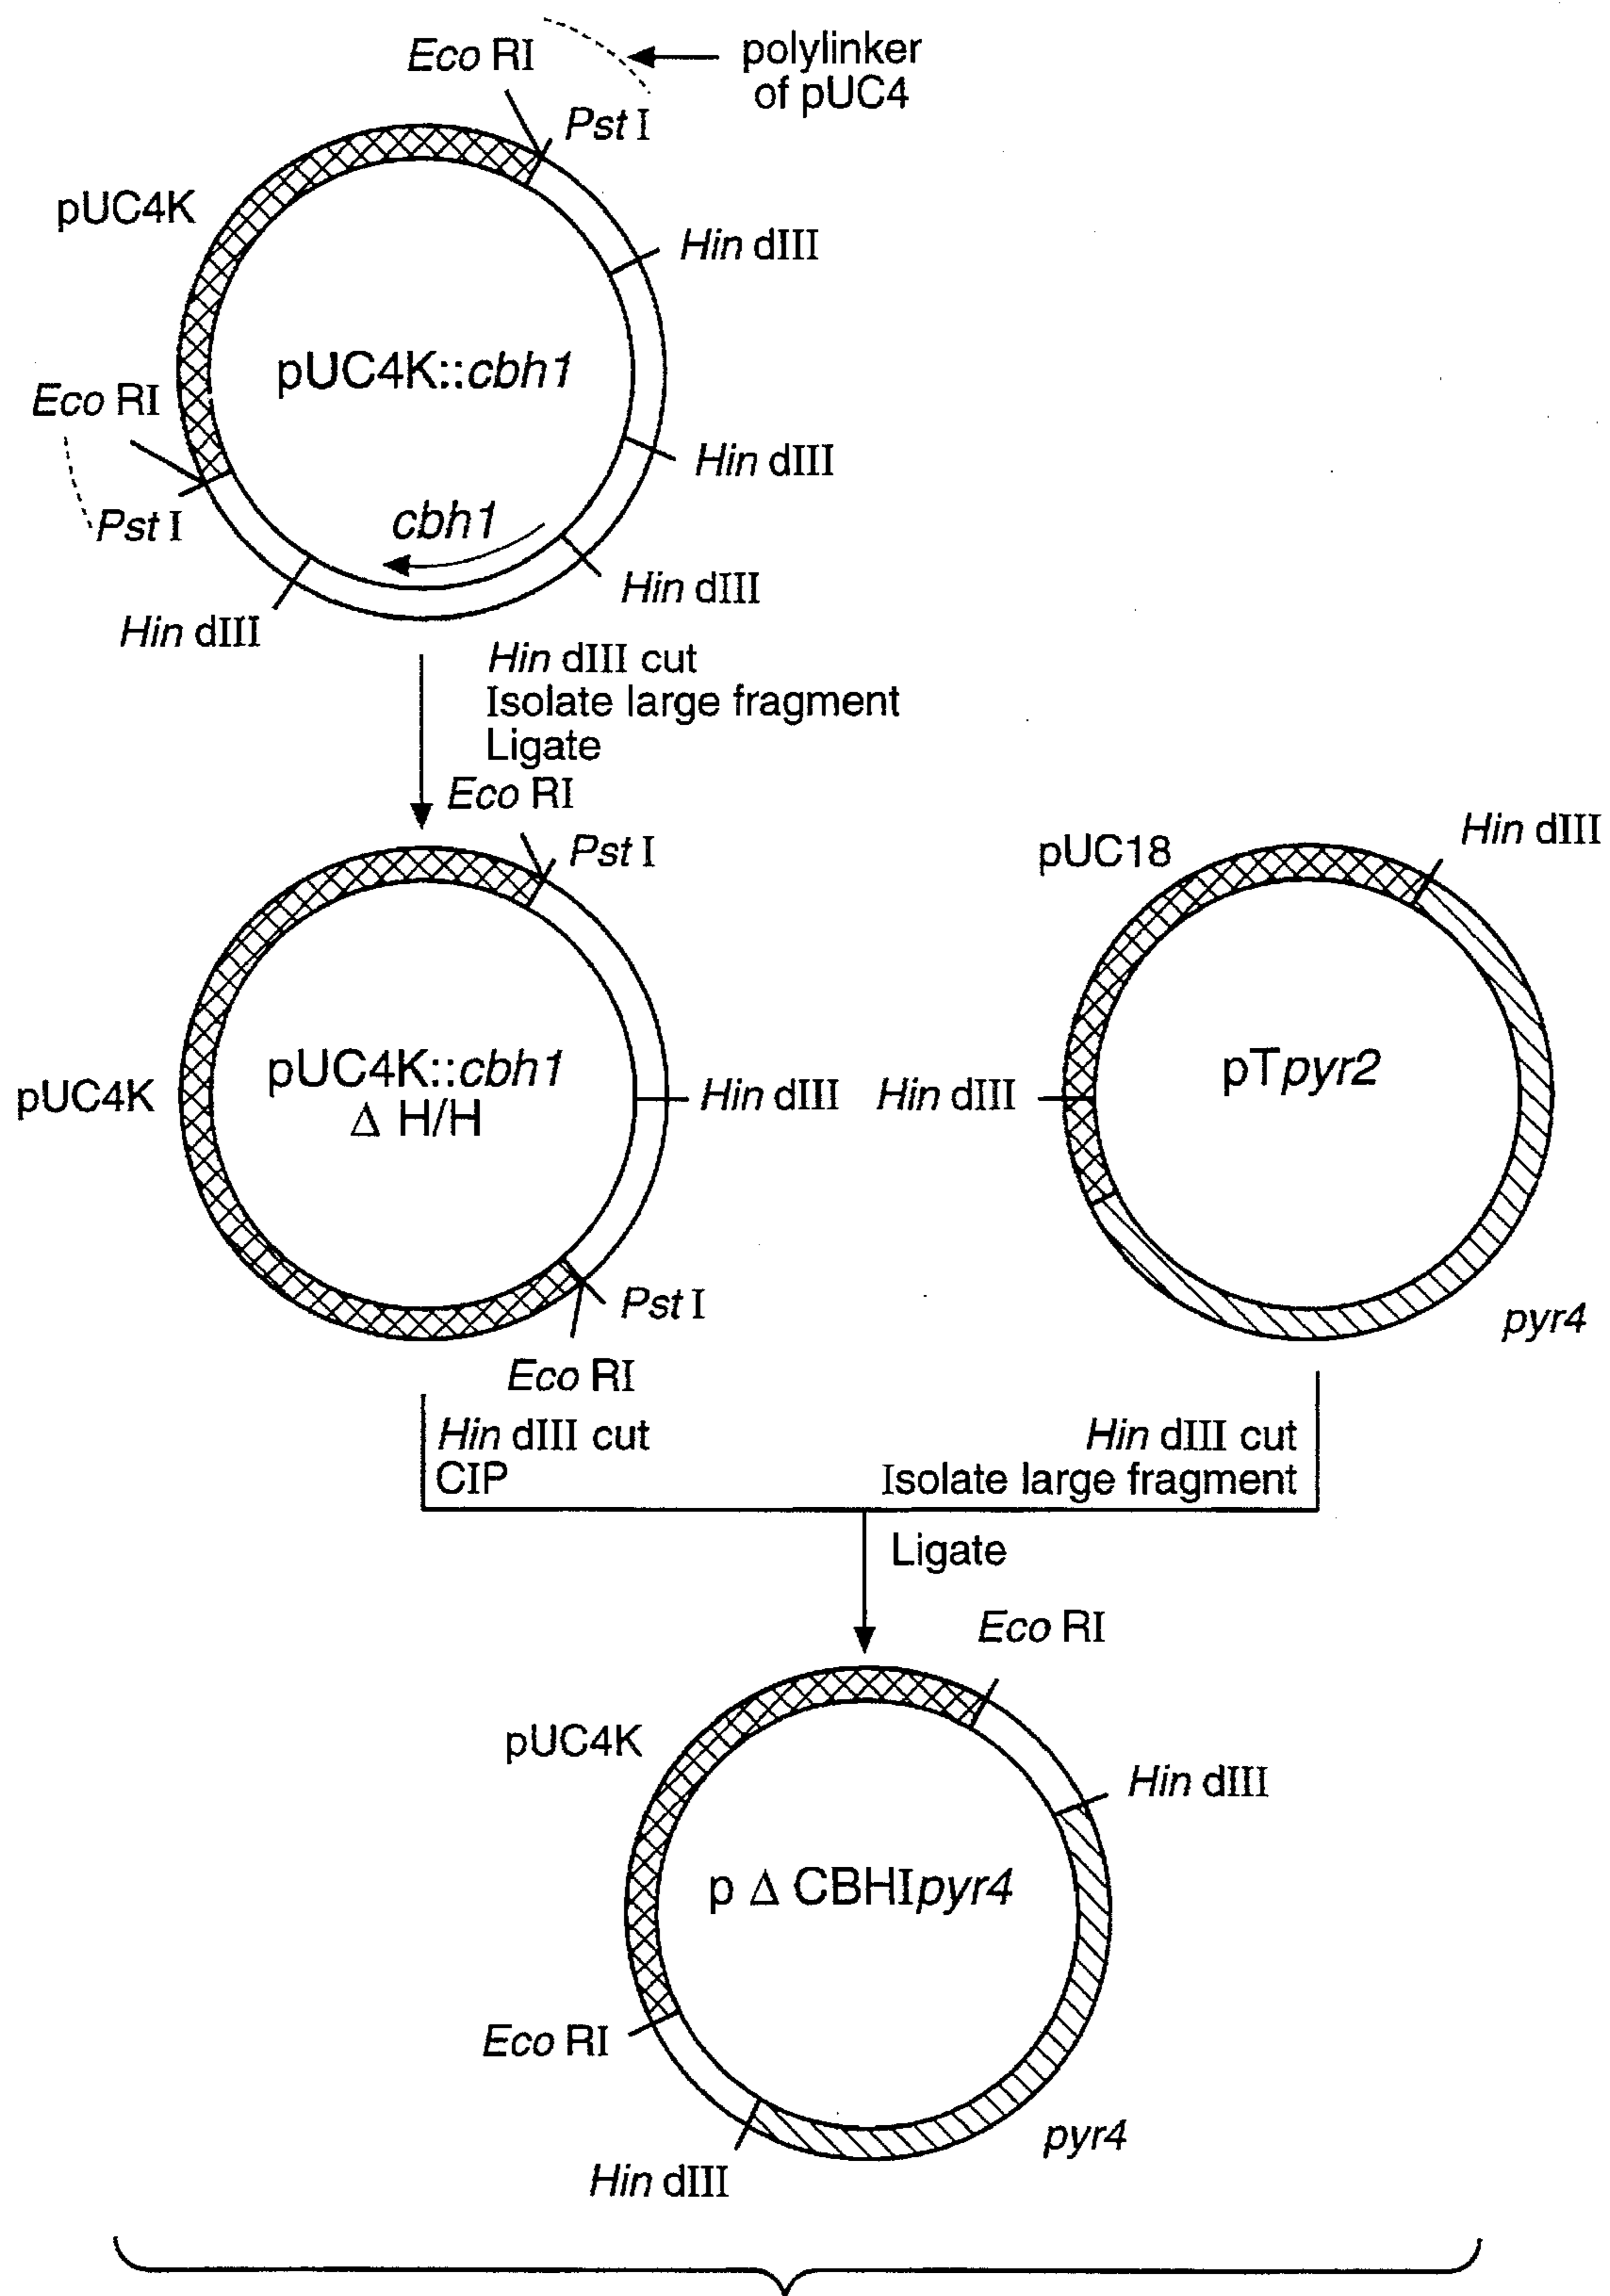 Eco RI
polylinker
of pUC4
Pst I
pUC4K
Hin dIII
pUC4K::cbh1
Eco RI
Hin dIII
Pst I
cbh1
Hin dIII
Hin dIII
Hin dIII cut
Isolate large fragment
Ligate
Eco RI
Pst I
pUC18
Hin dIII
pUC4K::cbh1
Δ H/H
pTpyr2
pUC4K
Hin dIII
Hin dIII
Pst I
pyr4
Eco RI
Hin dIII cut
CIP
Hin dIII cut
Isolate large fragment
Ligate
Eco RI
pUC4K
Hin dIII
p Δ CBHIpyr4
Eco RI
pyr4
Hin dIII